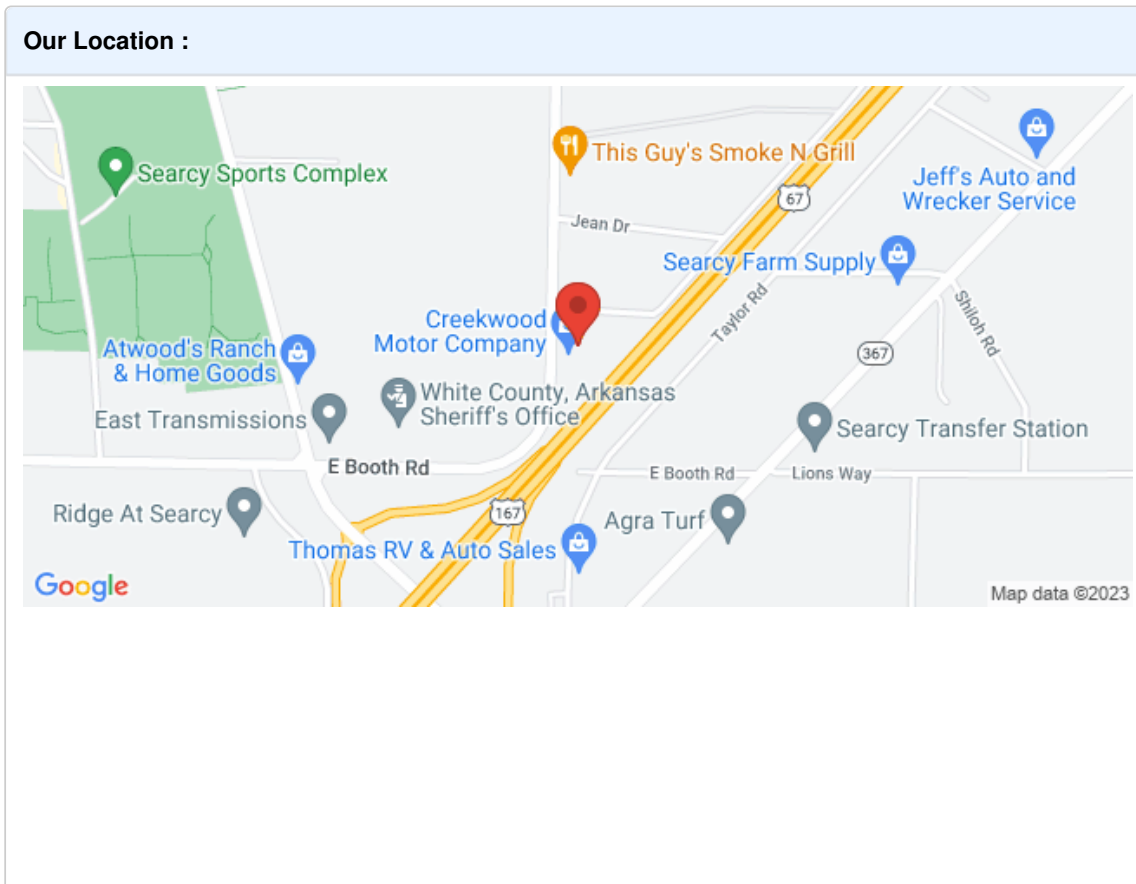 Our Location :
This Guy's Smoke N Grill
Searcy Sports Complex
Jeff's Auto and
Wrecker Service
67
Jean Dr
Searcy Farm Supply
Taylor Rd
Shiloh Rd
Creekwood
Motor Company
Atwood's Ranch
& Home Goods
367
White County, Arkansas
Sheriff's Office
East Transmissions
Searcy Transfer Station
E Booth Rd
E Booth Rd
Lions Way
Ridge At Searcy
167
Agra Turf
Thomas RV & Auto Sales
Google
Map data ©2023